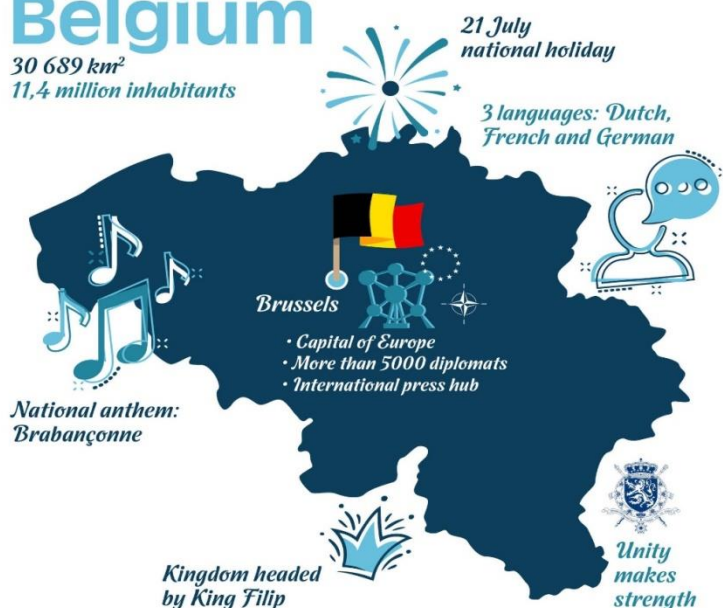 Belgium
30 689 km²
11,4 million inhabitants
21 July
national holiday
3 languages: Dutch,
French and German
Brussels
· Capital of Europe
· More than 5000 diplomats
· International press hub
National anthem:
Brabançonne
Kingdom headed
by King Filip
Unity
makes
strength